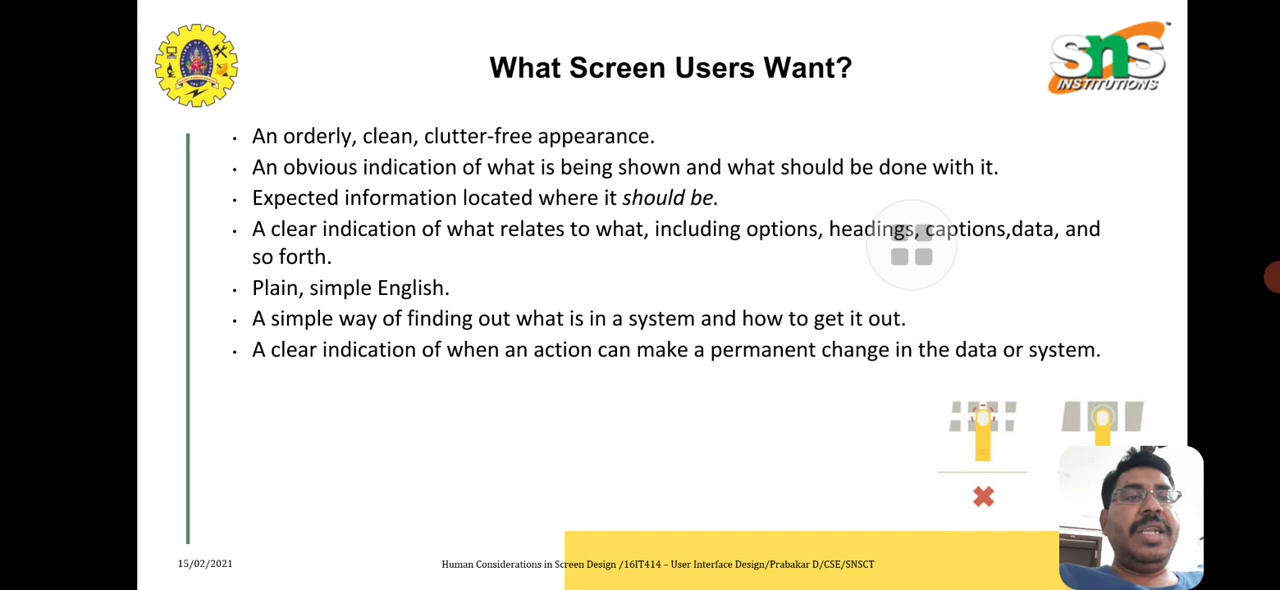 What Screen Users Want?
SNS
INSTITUTIONS
• An orderly, clean, clutter-free appearance.
• An obvious indication of what is being shown and what should be done with it.
• Expected information located where it should be.
• A clear indication of what relates to what, including options, headings, captions,data, and
so forth.
• Plain, simple English.
• A simple way of finding out what is in a system and how to get it out.
• A clear indication of when an action can make a permanent change in the data or system.
15/02/2021
Human Considerations in Screen Design /16IT414 – User Interface Design/Prabakar D/CSE/SNSCT